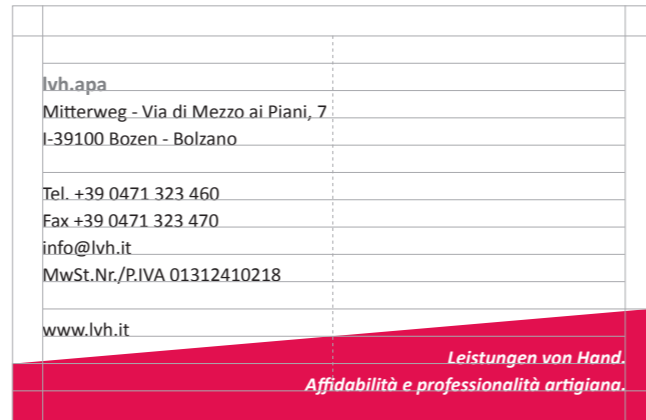 lvh.apa
Mitterweg - Via di Mezzo ai Piani, 7
I-39100 Bozen - Bolzano
Tel. +39 0471 323 460
Fax +39 0471 323 470
info@lvh.it
MwSt.Nr./P.IVA 01312410218
www.lvh.it
Leistungen von Hand.
Affidabilità e professionalità artigiana.